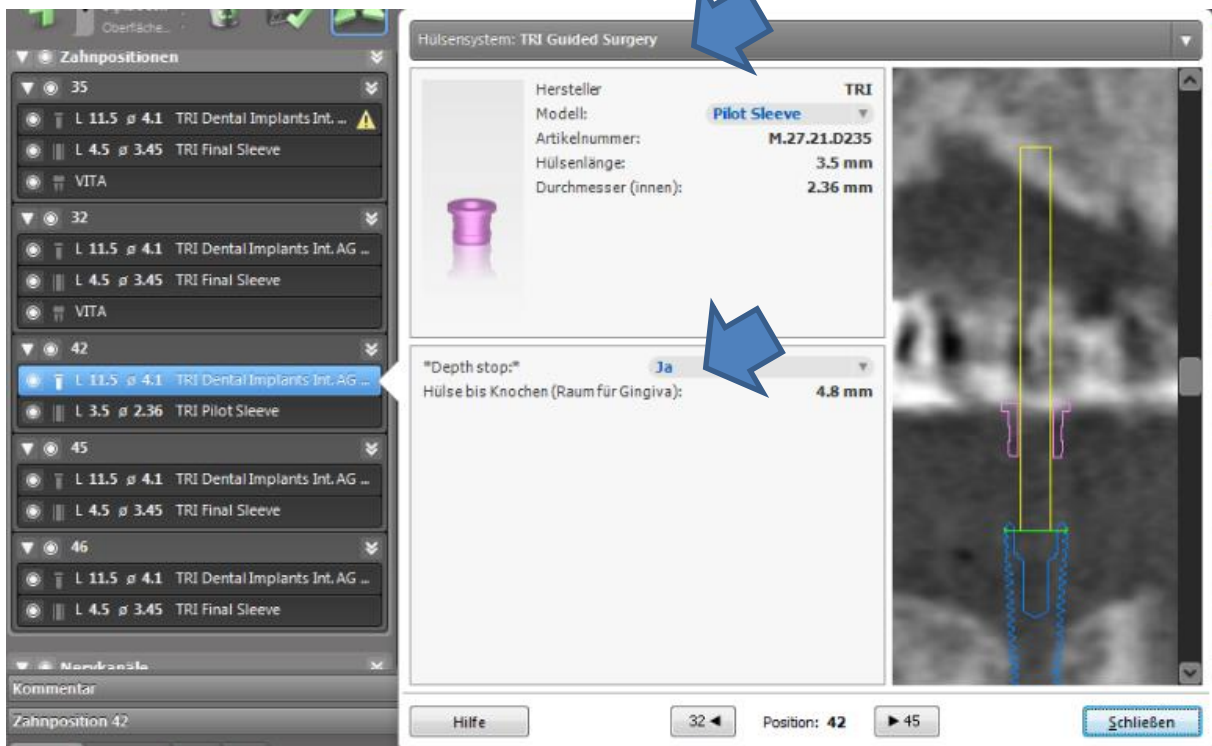 Oberfläche...
Zahnpositionen
35
L 11.5 ø 4.1 TRI Dental Implants Int. ...
L 4.5 ø 3.45 TRI Final Sleeve
VITA
32
L 11.5 ø 4.1 TRI Dental Implants Int. AG ...
L 4.5 ø 3.45 TRI Final Sleeve
VITA
42
L 11.5 ø 4.1 TRI Dental Implants Int. AG ...
L 3.5 ø 2.36 TRI Pilot Sleeve
45
L 11.5 ø 4.1 TRI Dental Implants Int. AG ...
L 4.5 ø 3.45 TRI Final Sleeve
46
L 11.5 ø 4.1 TRI Dental Implants Int. AG ...
L 4.5 ø 3.45 TRI Final Sleeve
Nervkanäle
Kommentar
Zahnposition 42
Hülsensystem: TRI Guided Surgery
Hersteller TRI
Modell: Pilot Sleeve
Artikelnummer: M.27.21.D235
Hülsenlänge: 3.5 mm
Durchmesser (innen): 2.36 mm
"Depth stop:" Ja
Hülse bis Knochen (Raum für Gingiva): 4.8 mm
Hilfe 32 Position: 42 45 Schließen